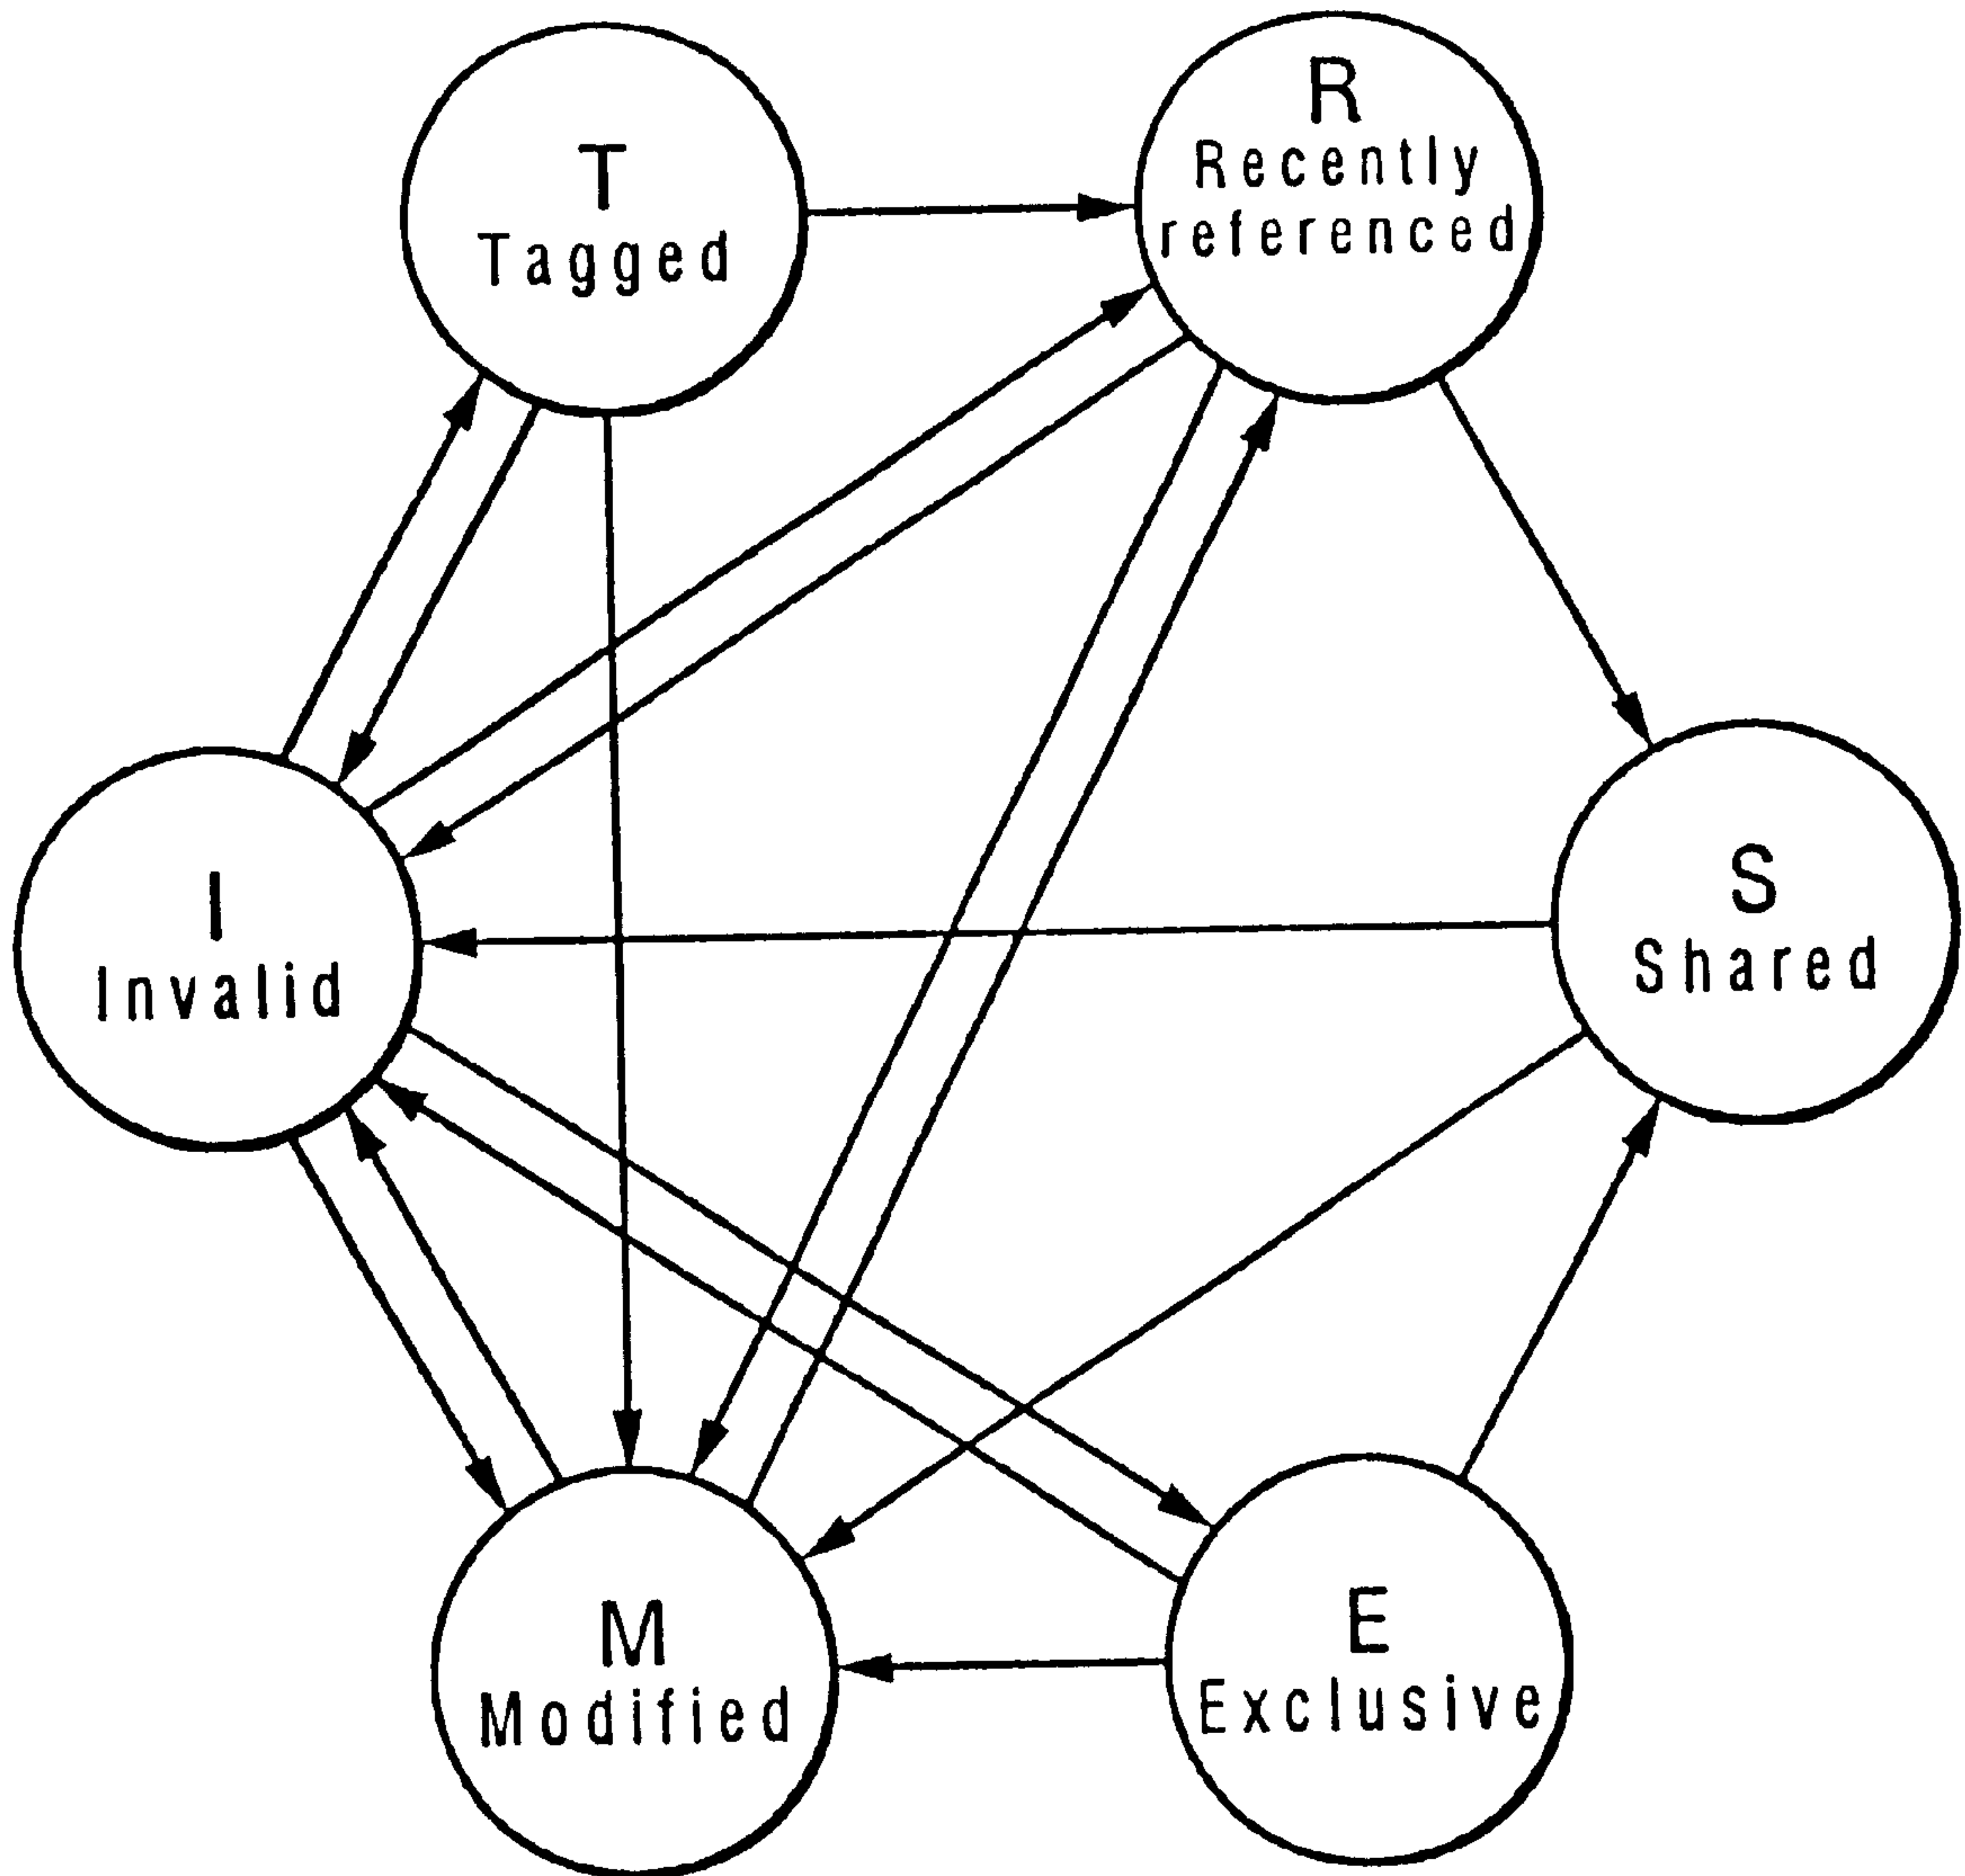 T
Tagged
R
Recently
referenced
I
Invalid
S
Shared
M
Modified
E
Exclusive